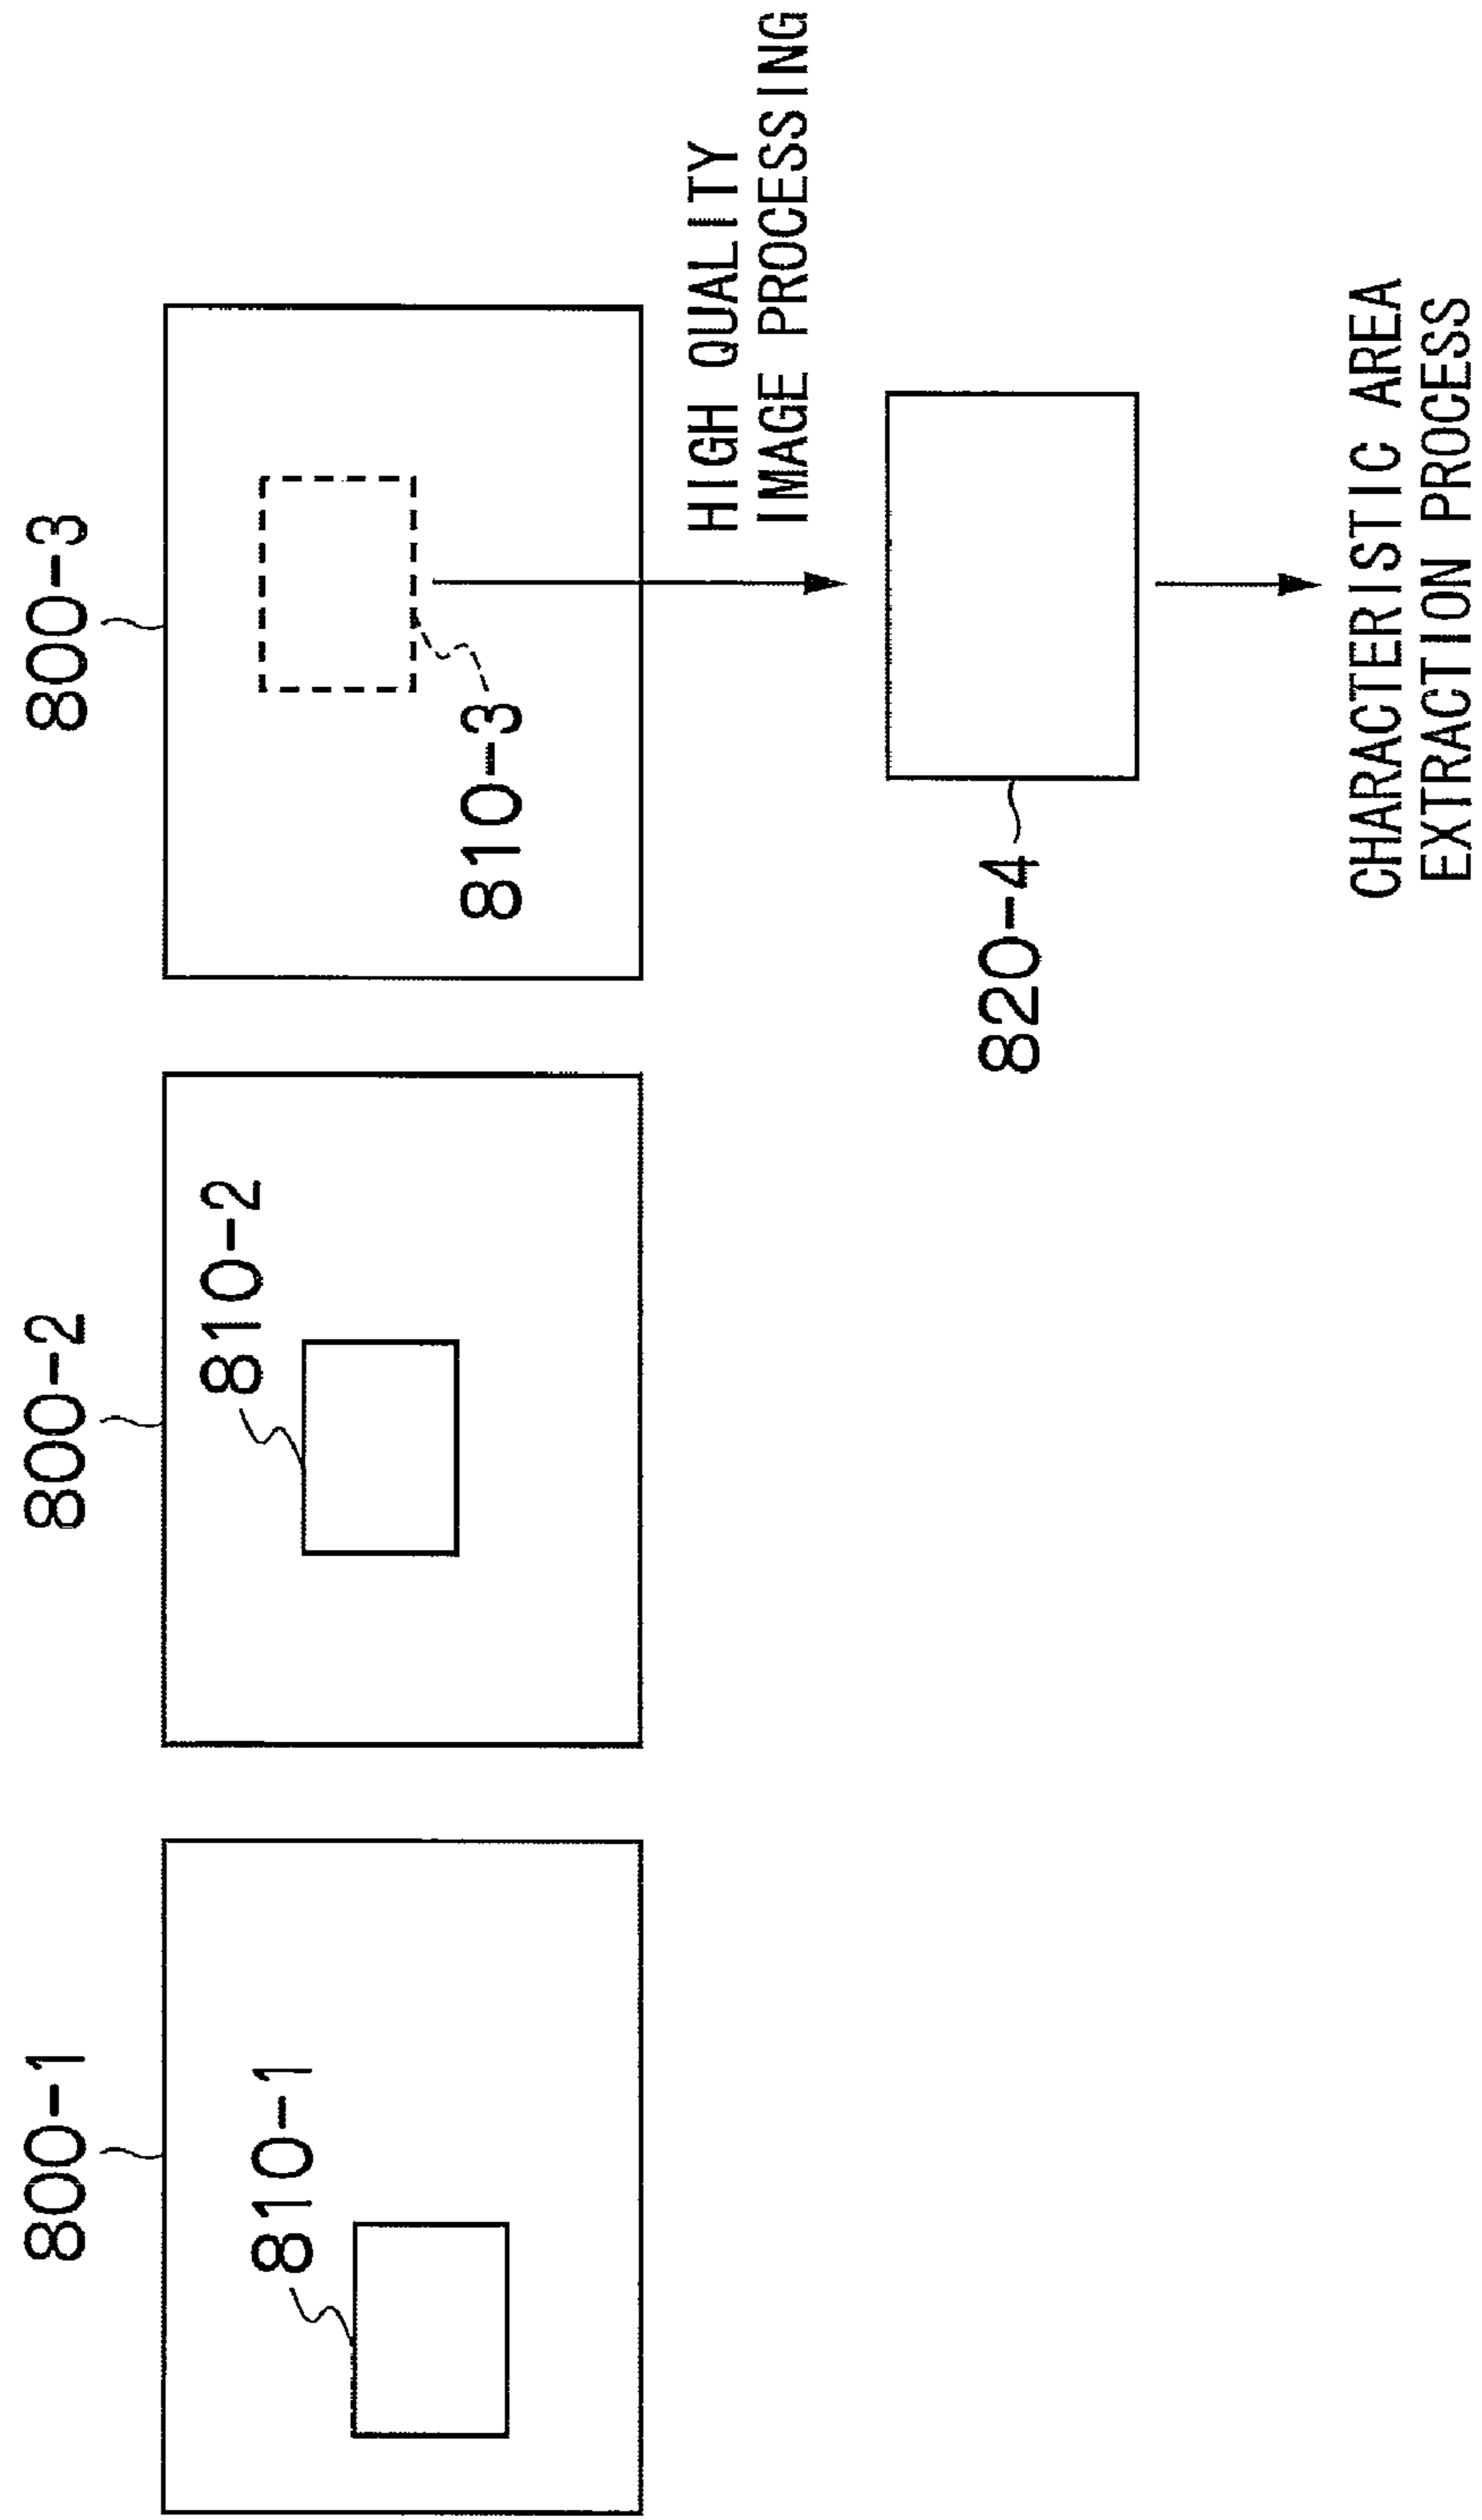 800-1
800-2
800-3
810-1
810-2
810-3
HIGH QUALITY
IMAGE PROCESSING
820-4
CHARACTERISTIC AREA
EXTRACTION PROCESS